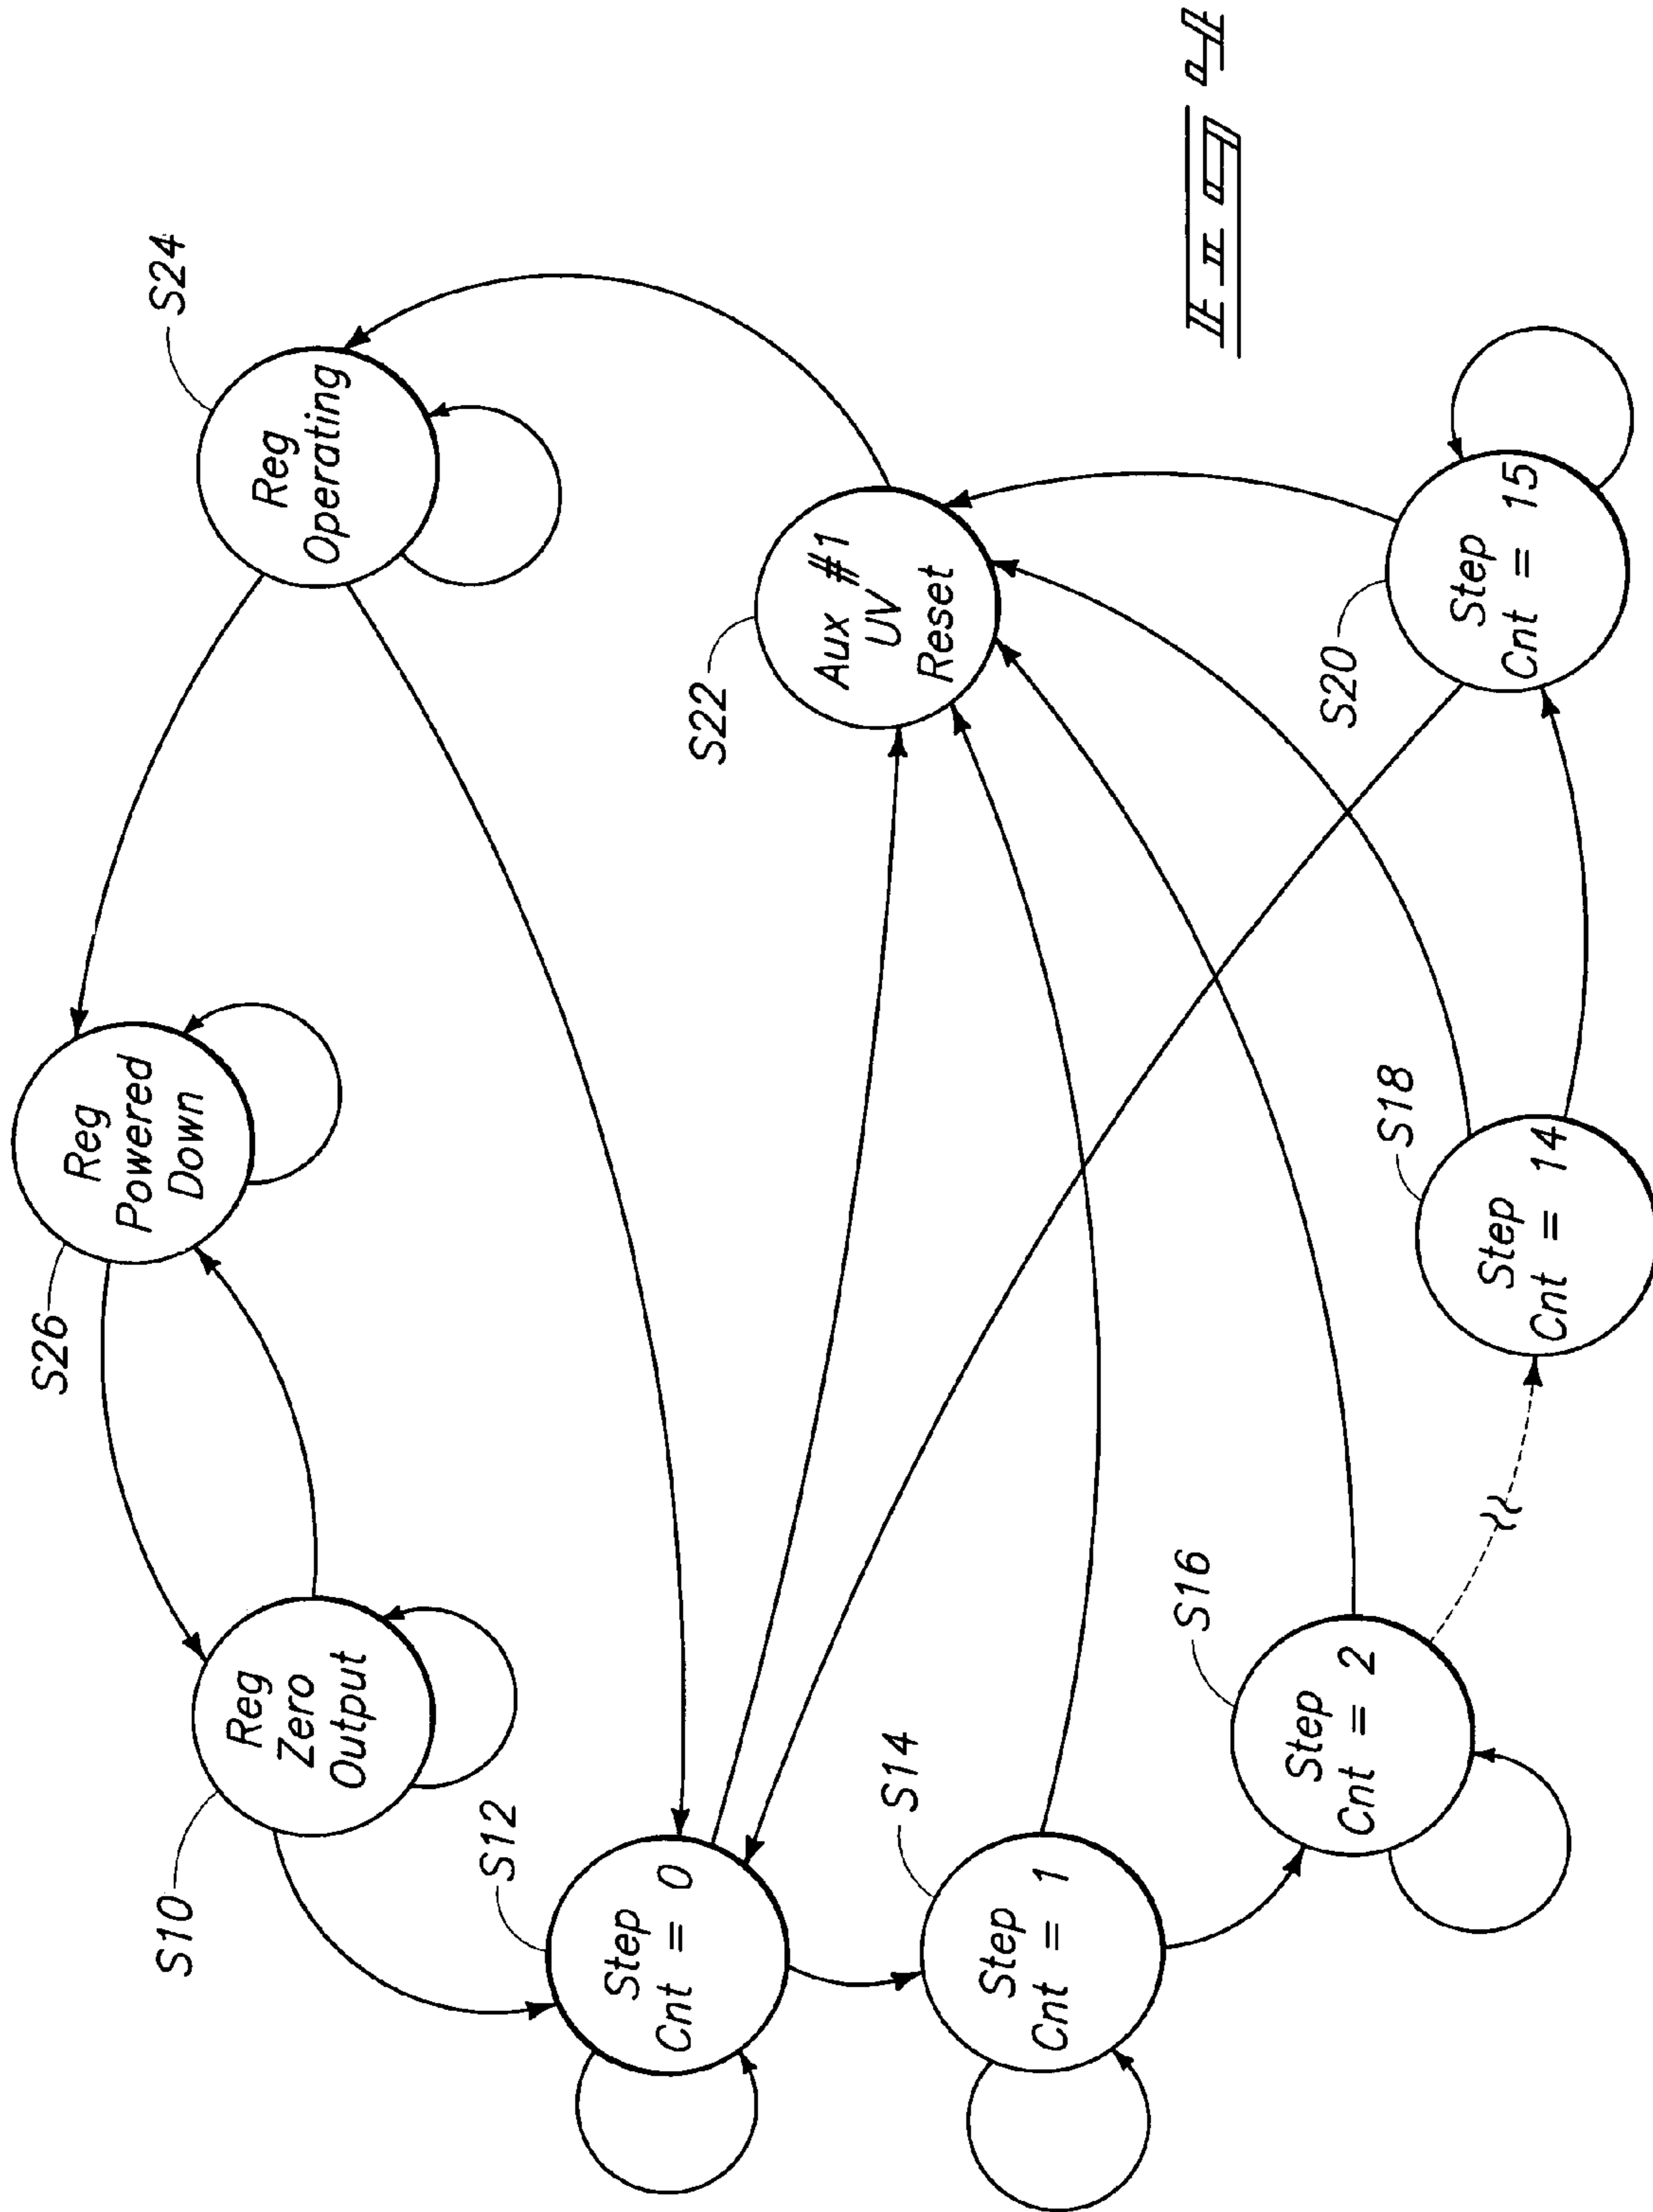 S26
Reg
Powered
Down
S10
Reg
Zero
Output
S24
Reg
Operating
S12
Step
Cnt = 0
S22
Aux #1
UV
Reset
S14
Step
Cnt = 1
S16
Step
Cnt = 2
S18
Step
Cnt = 14
S20
Step
Cnt = 15